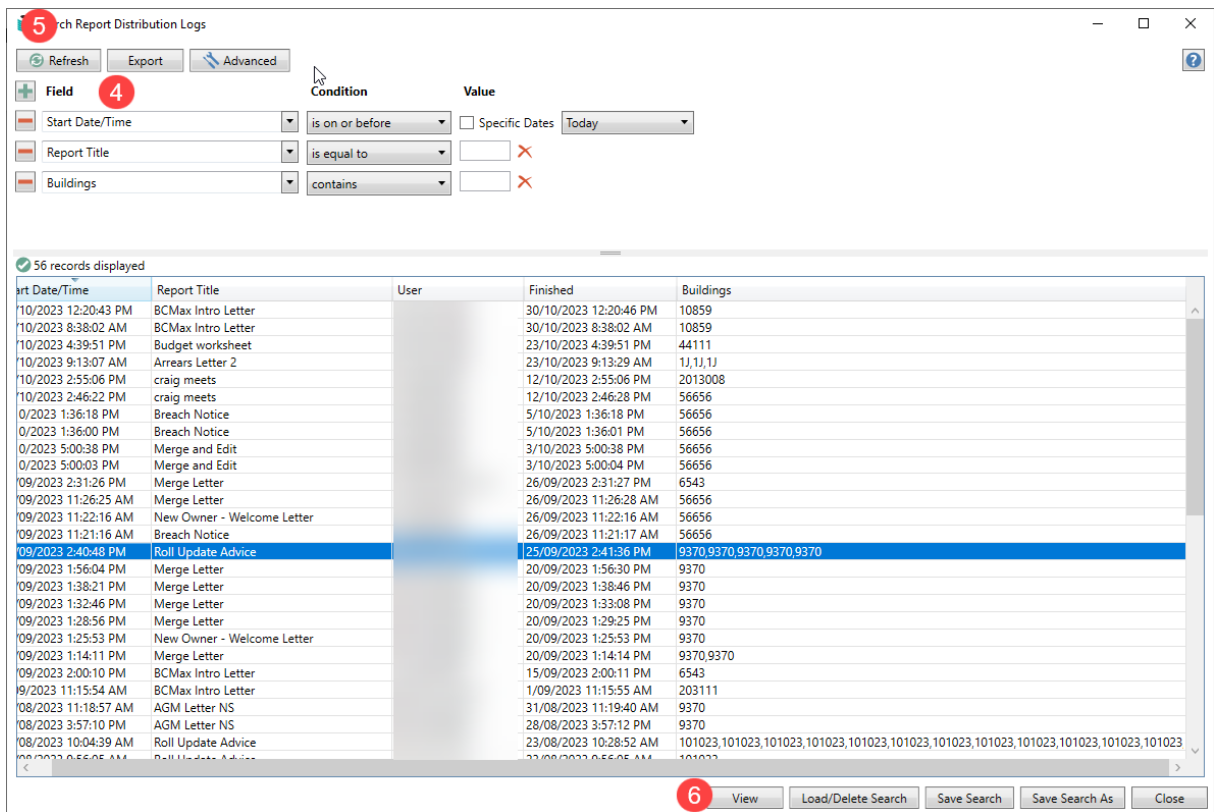 5 rch Report Distribution Logs
Refresh Export Advanced
Field 4 Condition Value
Start Date/Time is on or before Specific Dates Today
Report Title is equal to
Buildings contains
56 records displayed
art Date/Time Report Title User Finished Buildings
/10/2023 12:20:43 PM BCMax Intro Letter 30/10/2023 12:20:46 PM 10859
/10/2023 8:38:02 AM BCMax Intro Letter 30/10/2023 8:38:02 AM 10859
/10/2023 4:39:51 PM Budget worksheet 23/10/2023 4:39:51 PM 44111
/10/2023 9:13:07 AM Arrears Letter 2 23/10/2023 9:13:29 AM 1J,1J,1J
/10/2023 2:55:06 PM craig meets 12/10/2023 2:55:06 PM 2013008
/10/2023 2:46:22 PM craig meets 12/10/2023 2:46:28 PM 56656
0/2023 1:36:18 PM Breach Notice 5/10/2023 1:36:18 PM 56656
0/2023 1:36:00 PM Breach Notice 5/10/2023 1:36:01 PM 56656
0/2023 5:00:38 PM Merge and Edit 3/10/2023 5:00:38 PM 56656
0/2023 5:00:03 PM Merge and Edit 3/10/2023 5:00:04 PM 56656
/09/2023 2:31:26 PM Merge Letter 26/09/2023 2:31:27 PM 6543
/09/2023 11:26:25 AM Merge Letter 26/09/2023 11:26:28 AM 56656
/09/2023 11:22:16 AM New Owner - Welcome Letter 26/09/2023 11:22:16 AM 56656
/09/2023 11:21:16 AM Breach Notice 26/09/2023 11:21:17 AM 56656
/09/2023 2:40:48 PM Roll Update Advice 25/09/2023 2:41:36 PM 9370,9370,9370,9370,9370
/09/2023 1:56:04 PM Merge Letter 20/09/2023 1:56:30 PM 9370
/09/2023 1:38:21 PM Merge Letter 20/09/2023 1:38:46 PM 9370
/09/2023 1:32:46 PM Merge Letter 20/09/2023 1:33:08 PM 9370
/09/2023 1:28:56 PM Merge Letter 20/09/2023 1:29:25 PM 9370
/09/2023 1:25:53 PM New Owner - Welcome Letter 20/09/2023 1:25:53 PM 9370
/09/2023 1:14:11 PM Merge Letter 20/09/2023 1:14:14 PM 9370,9370
/09/2023 2:00:10 PM BCMax Intro Letter 15/09/2023 2:00:11 PM 6543
/9/2023 11:15:54 AM BCMax Intro Letter 1/09/2023 11:15:55 AM 203111
/08/2023 11:18:57 AM AGM Letter NS 31/08/2023 11:19:40 AM 9370
/08/2023 3:57:10 PM AGM Letter NS 28/08/2023 3:57:12 PM 9370
/08/2023 10:04:39 AM Roll Update Advice 23/08/2023 10:28:52 AM 101023,101023,101023,101023,101023,101023,101023,101023,101023,101023,101023,101023
6 View Load/Delete Search Save Search Save Search As Close